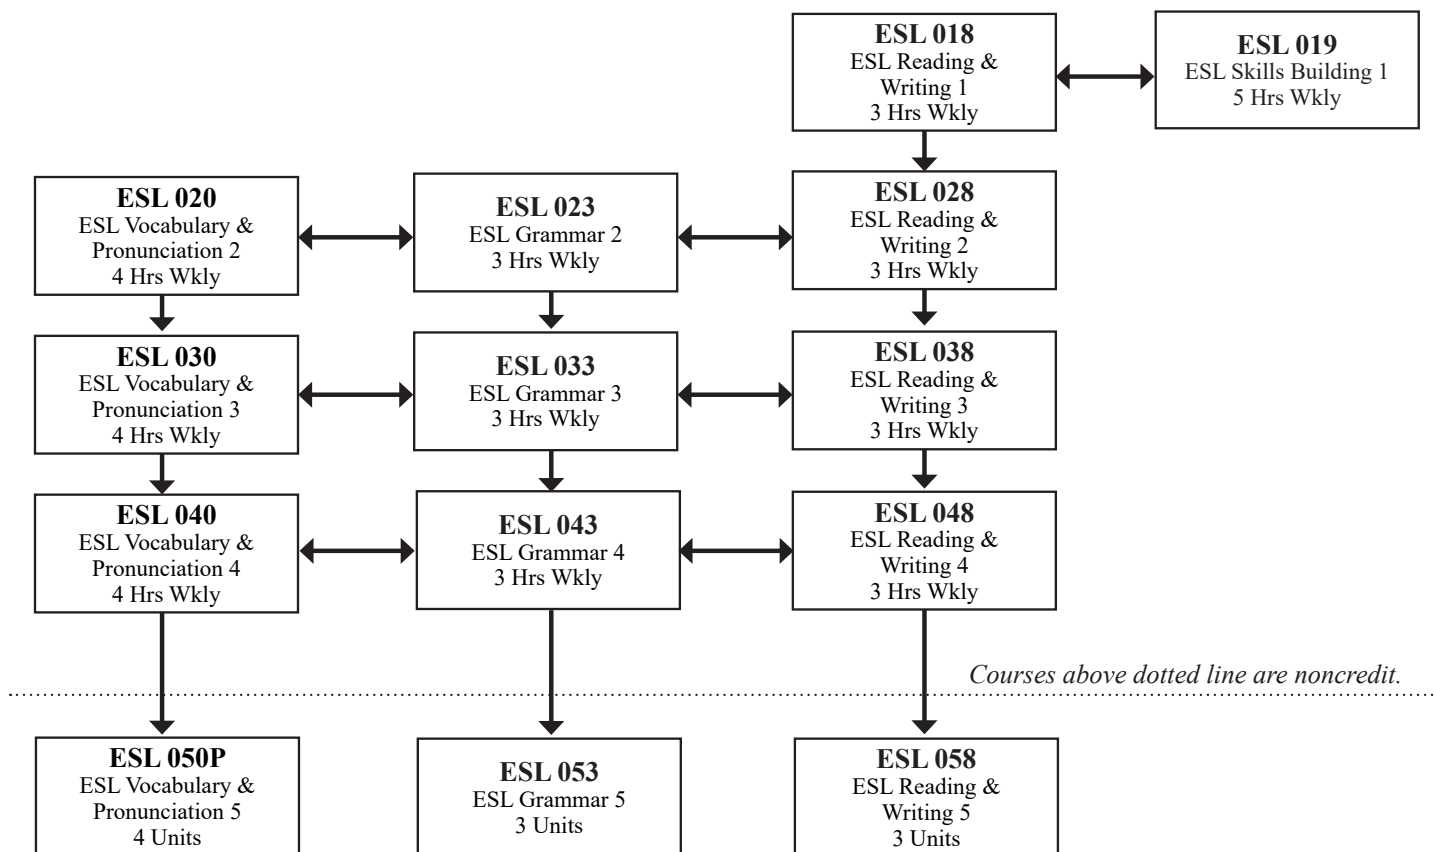 ESL 018
ESL Reading &
Writing 1
3 Hrs Wkly
ESL 019
ESL Skills Building 1
5 Hrs Wkly
ESL 020
ESL Vocabulary &
Pronunciation 2
4 Hrs Wkly
ESL 023
ESL Grammar 2
3 Hrs Wkly
ESL 028
ESL Reading &
Writing 2
3 Hrs Wkly
ESL 030
ESL Vocabulary &
Pronunciation 3
4 Hrs Wkly
ESL 033
ESL Grammar 3
3 Hrs Wkly
ESL 038
ESL Reading &
Writing 3
3 Hrs Wkly
ESL 040
ESL Vocabulary &
Pronunciation 4
4 Hrs Wkly
ESL 043
ESL Grammar 4
3 Hrs Wkly
ESL 048
ESL Reading &
Writing 4
3 Hrs Wkly
Courses above dotted line are noncredit.
ESL 050P
ESL Vocabulary &
Pronunciation 5
4 Units
ESL 053
ESL Grammar 5
3 Units
ESL 058
ESL Reading &
Writing 5
3 Units